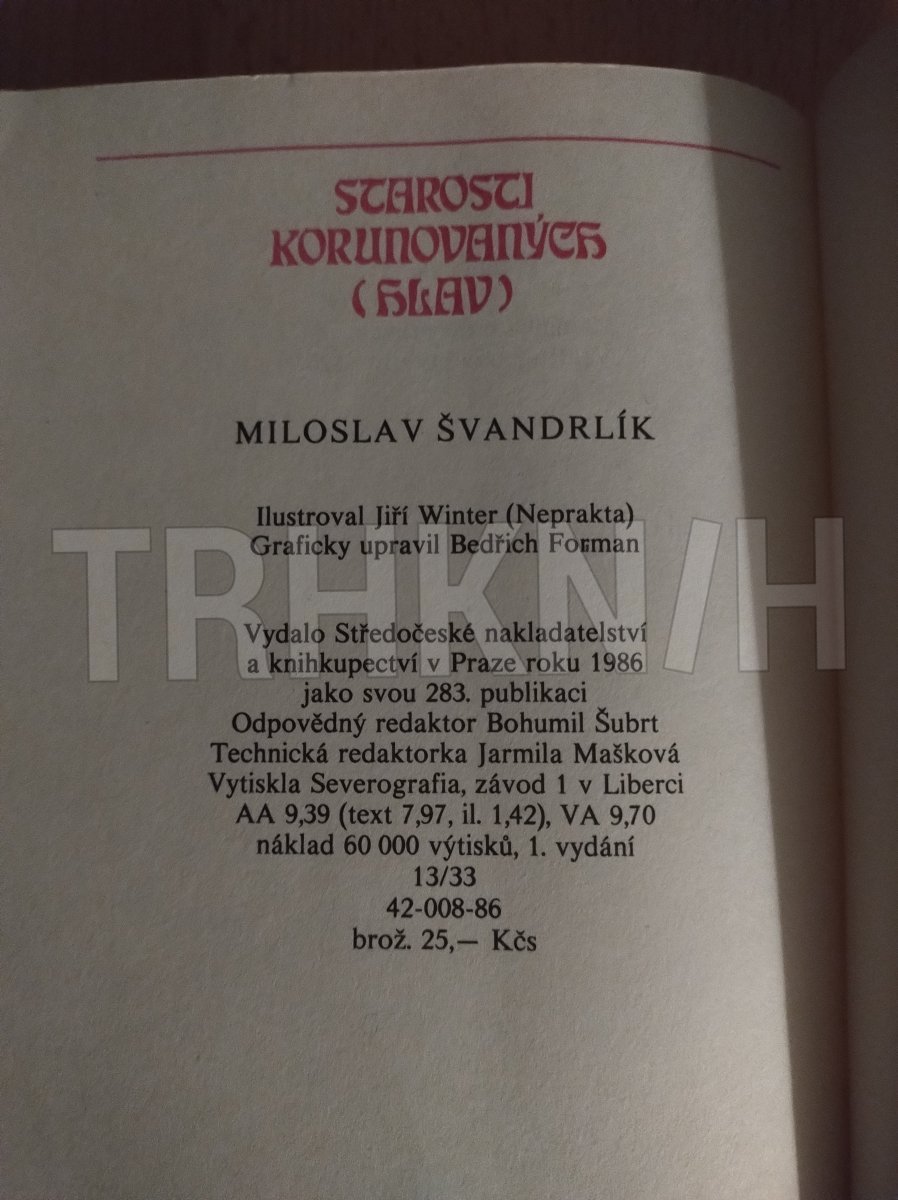 STAROSTI
KORUNOVANÝCH
(HLAV)
MILOSLAV ŠVANDRLÍK
Ilustroval Jiří Winter (Neprakta)
Graficky upravil Bedřich Forman
TRHKNIH
Vydalo Středočeské nakladatelství
a knihkupectví v Praze roku 1986
jako svou 283. publikaci
Odpovědný redaktor Bohumil Šubrt
Technická redaktorka Jarmila Mašková
Vytiskla Severografia, závod 1 v Liberci
AA 9,39 (text 7,97, il. 1,42), VA 9,70
náklad 60 000 výtisků, 1. vydání
13/33
42-008-86
brož. 25,— Kčs